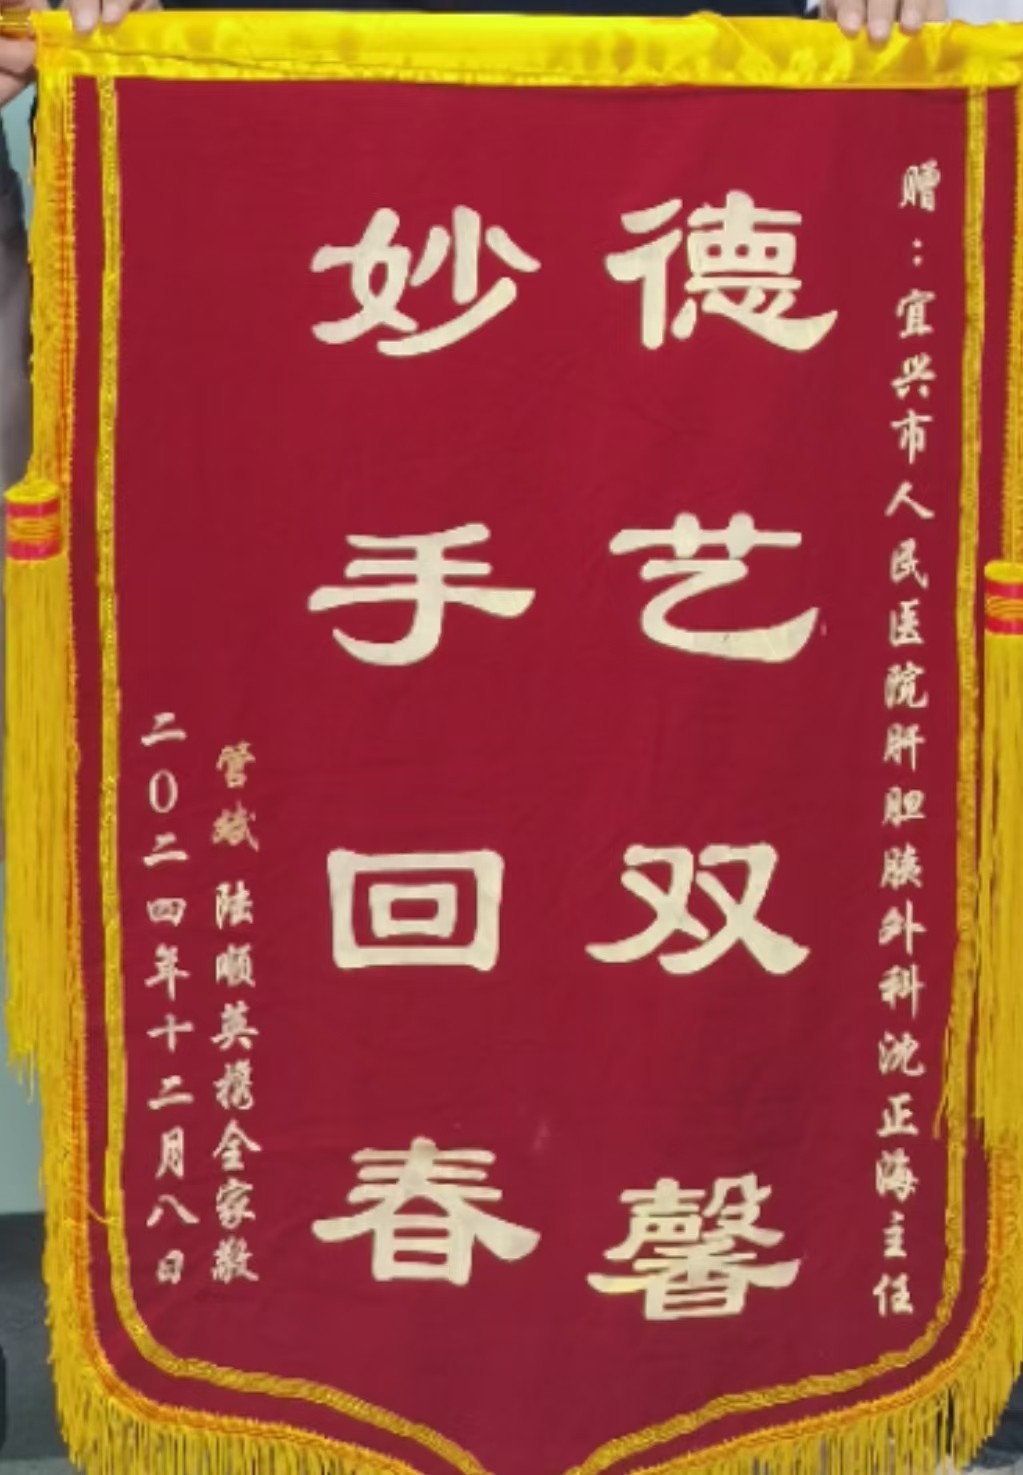 赠：宜兴市人民医院肝胆胰外科沈正海主任
德艺双馨
妙手回春
管斌 陆顺英携全家敬
二〇二四年十二月八日